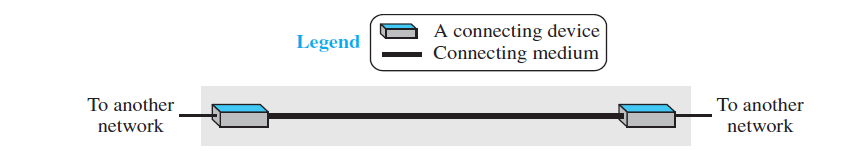 Legend
A connecting device
Connecting medium
To another
network
To another
network